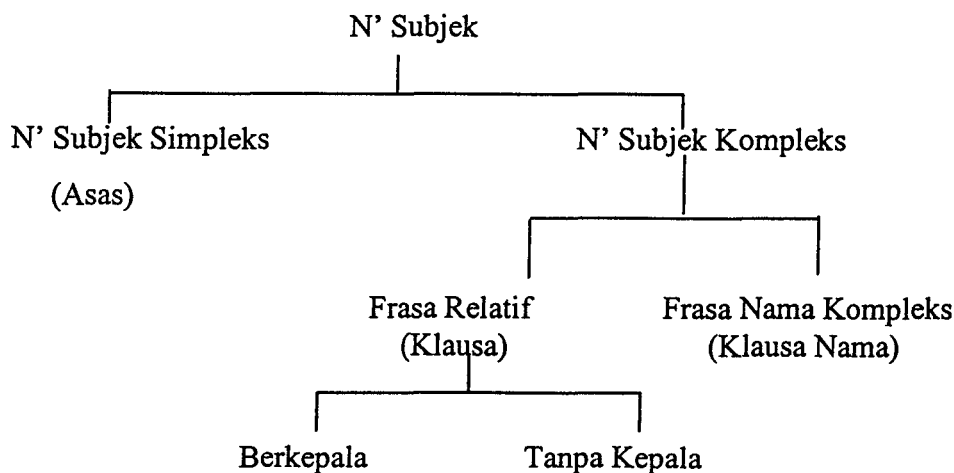 N’ Subjek
N’ Subjek Simpleks
(Asas)
N’ Subjek Kompleks
Frasa Relatif
(Klausa)
Frasa Nama Kompleks
(Klausa Nama)
Berkepala
Tanpa Kepala